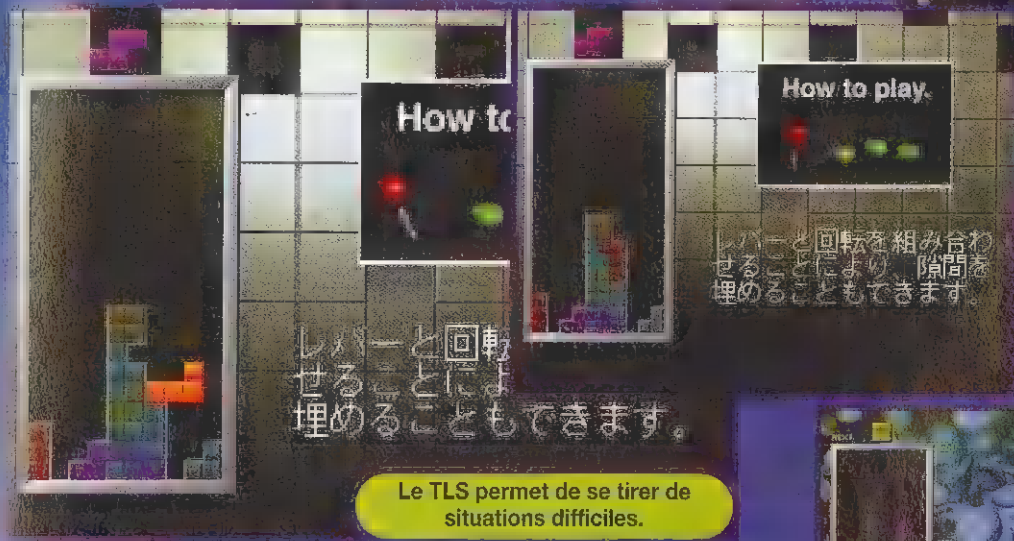 How to
レバーと回転
せることによ
埋めることもできます。
How to play.
レバーと回転を組み合わ
せることにより 隙間を
埋めることもできます。
Le TLS permet de se tirer de
situations difficiles.